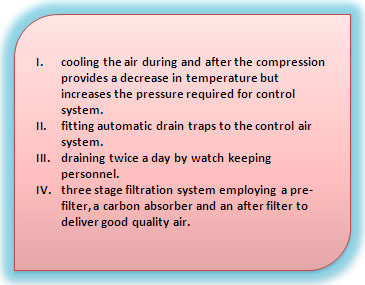 I. cooling the air during and after the compression
provides a decrease in temperature but
increases the pressure required for control
system.
II. fitting automatic drain traps to the control air
system.
III. draining twice a day by watch keeping
personnel.
IV. three stage filtration system employing a pre-
filter, a carbon absorber and an after filter to
deliver good quality air.